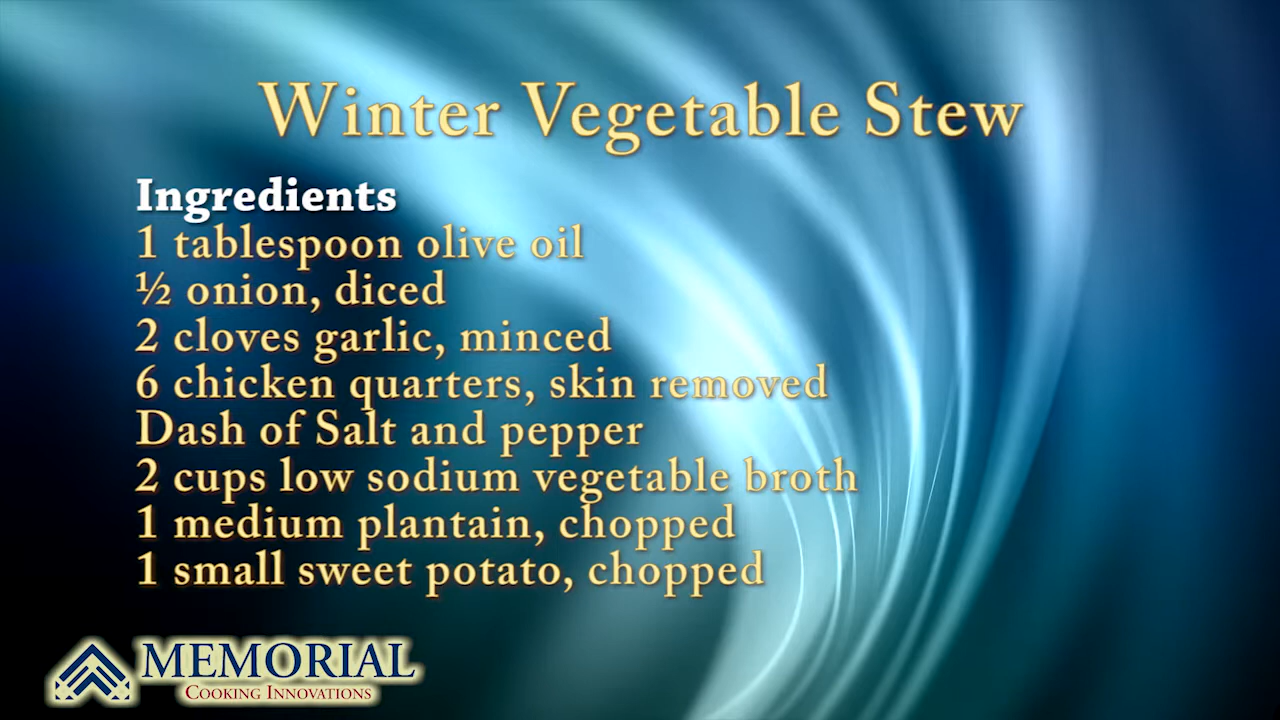 Winter Vegetable Stew
Ingredients
1 tablespoon olive oil
½ onion, diced
2 cloves garlic, minced
6 chicken quarters, skin removed
Dash of Salt and pepper
2 cups low sodium vegetable broth
1 medium plantain, chopped
1 small sweet potato, chopped
MEMORIAL
COOKING INNOVATIONS